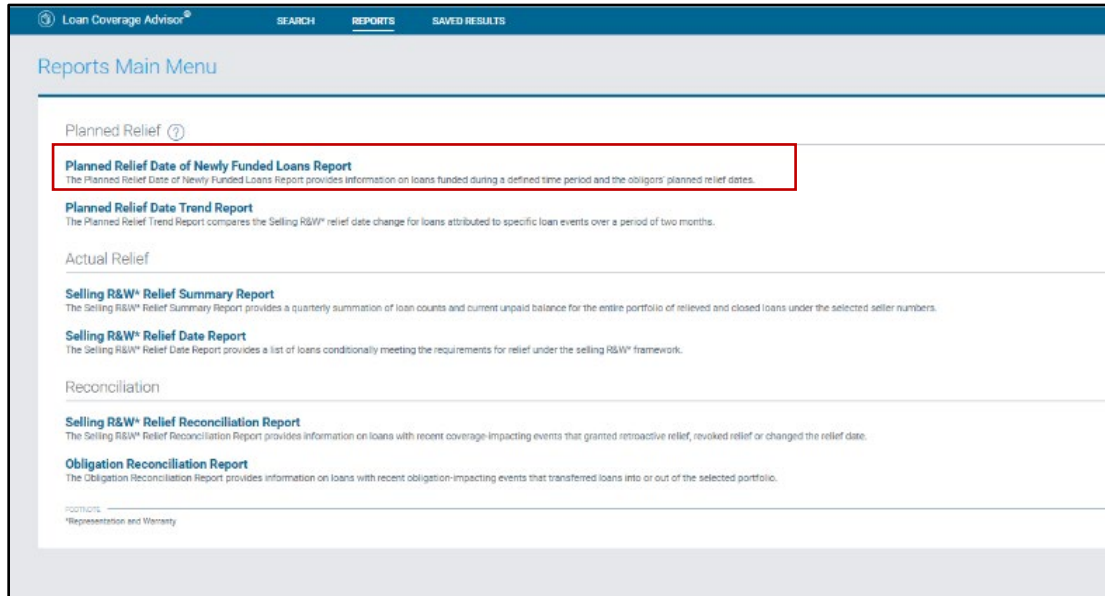 Loan Coverage Advisor® SEARCH REPORTS SAVED RESULTS
Reports Main Menu
Planned Relief ?
Planned Relief Date of Newly Funded Loans Report
The Planned Relief Date of Newly Funded Loans Report provides information on loans funded during a defined time period and the obligors' planned relief dates.
Planned Relief Date Trend Report
The Planned Relief Trend Report compares the Selling R&W* relief date change for loans attributed to specific loan events over a period of two months.
Actual Relief
Selling R&W* Relief Summary Report
The Selling R&W* Relief Summary Report provides a quarterly summation of loan counts and current unpaid balance for the entire portfolio of relieved and closed loans under the selected seller numbers.
Selling R&W* Relief Date Report
The Selling R&W* Relief Date Report provides a list of loans conditionally meeting the requirements for relief under the selling R&W* framework.
Reconciliation
Selling R&W* Relief Reconciliation Report
The Selling R&W* Relief Reconciliation Report provides information on loans with recent coverage-impacting events that granted retroactive relief, revoked relief or changed the relief date.
Obligation Reconciliation Report
The Obligation Reconciliation Report provides information on loans with recent obligation-impacting events that transferred loans into or out of the selected portfolio.
FOOTNOTE
*Representation and Warranty